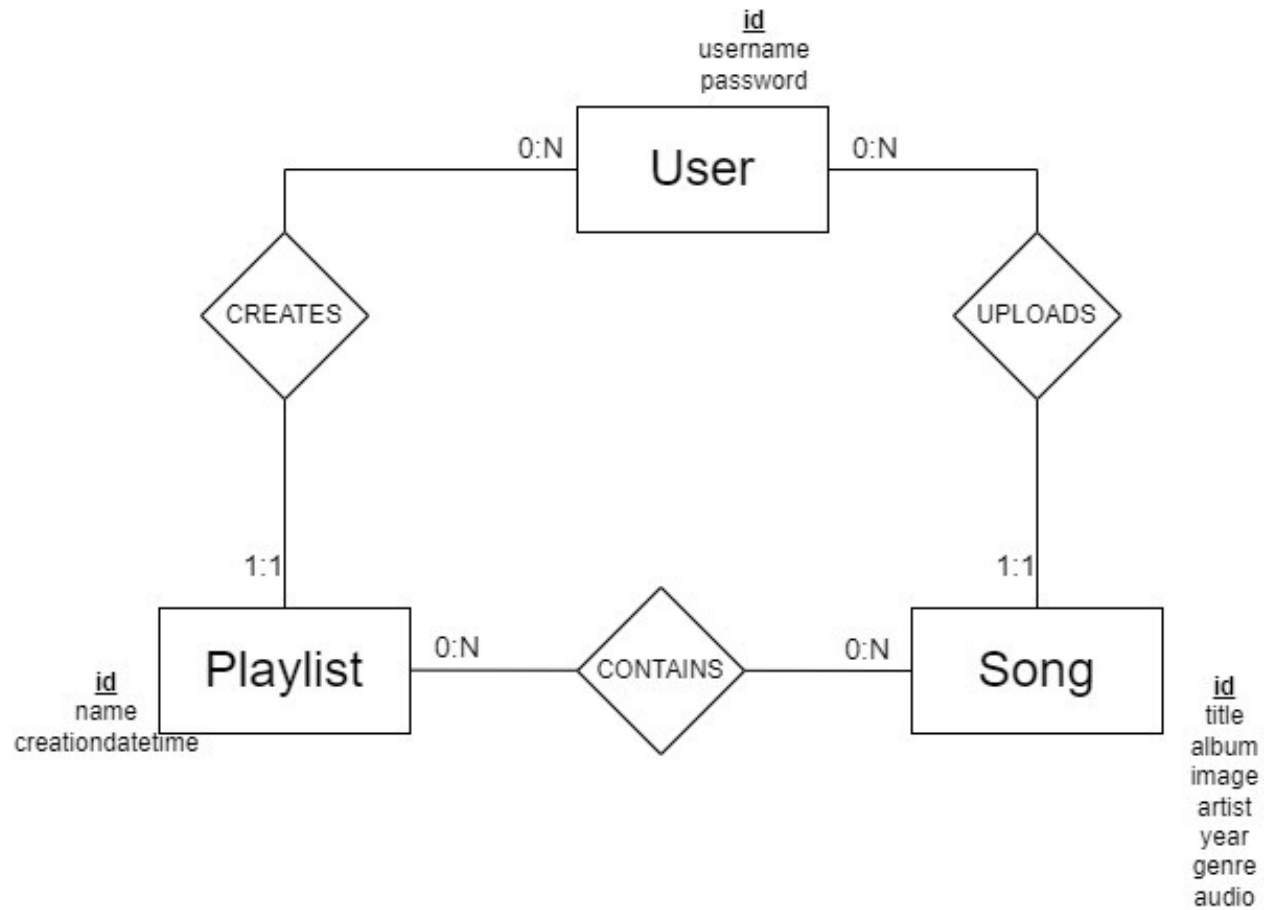 id
username
password
0:N
User
0:N
CREATES
UPLOADS
1:1
1:1
Playlist
0:N
CONTAINS
0:N
Song
id
name
creationdatetime
id
title
album
image
artist
year
genre
audio